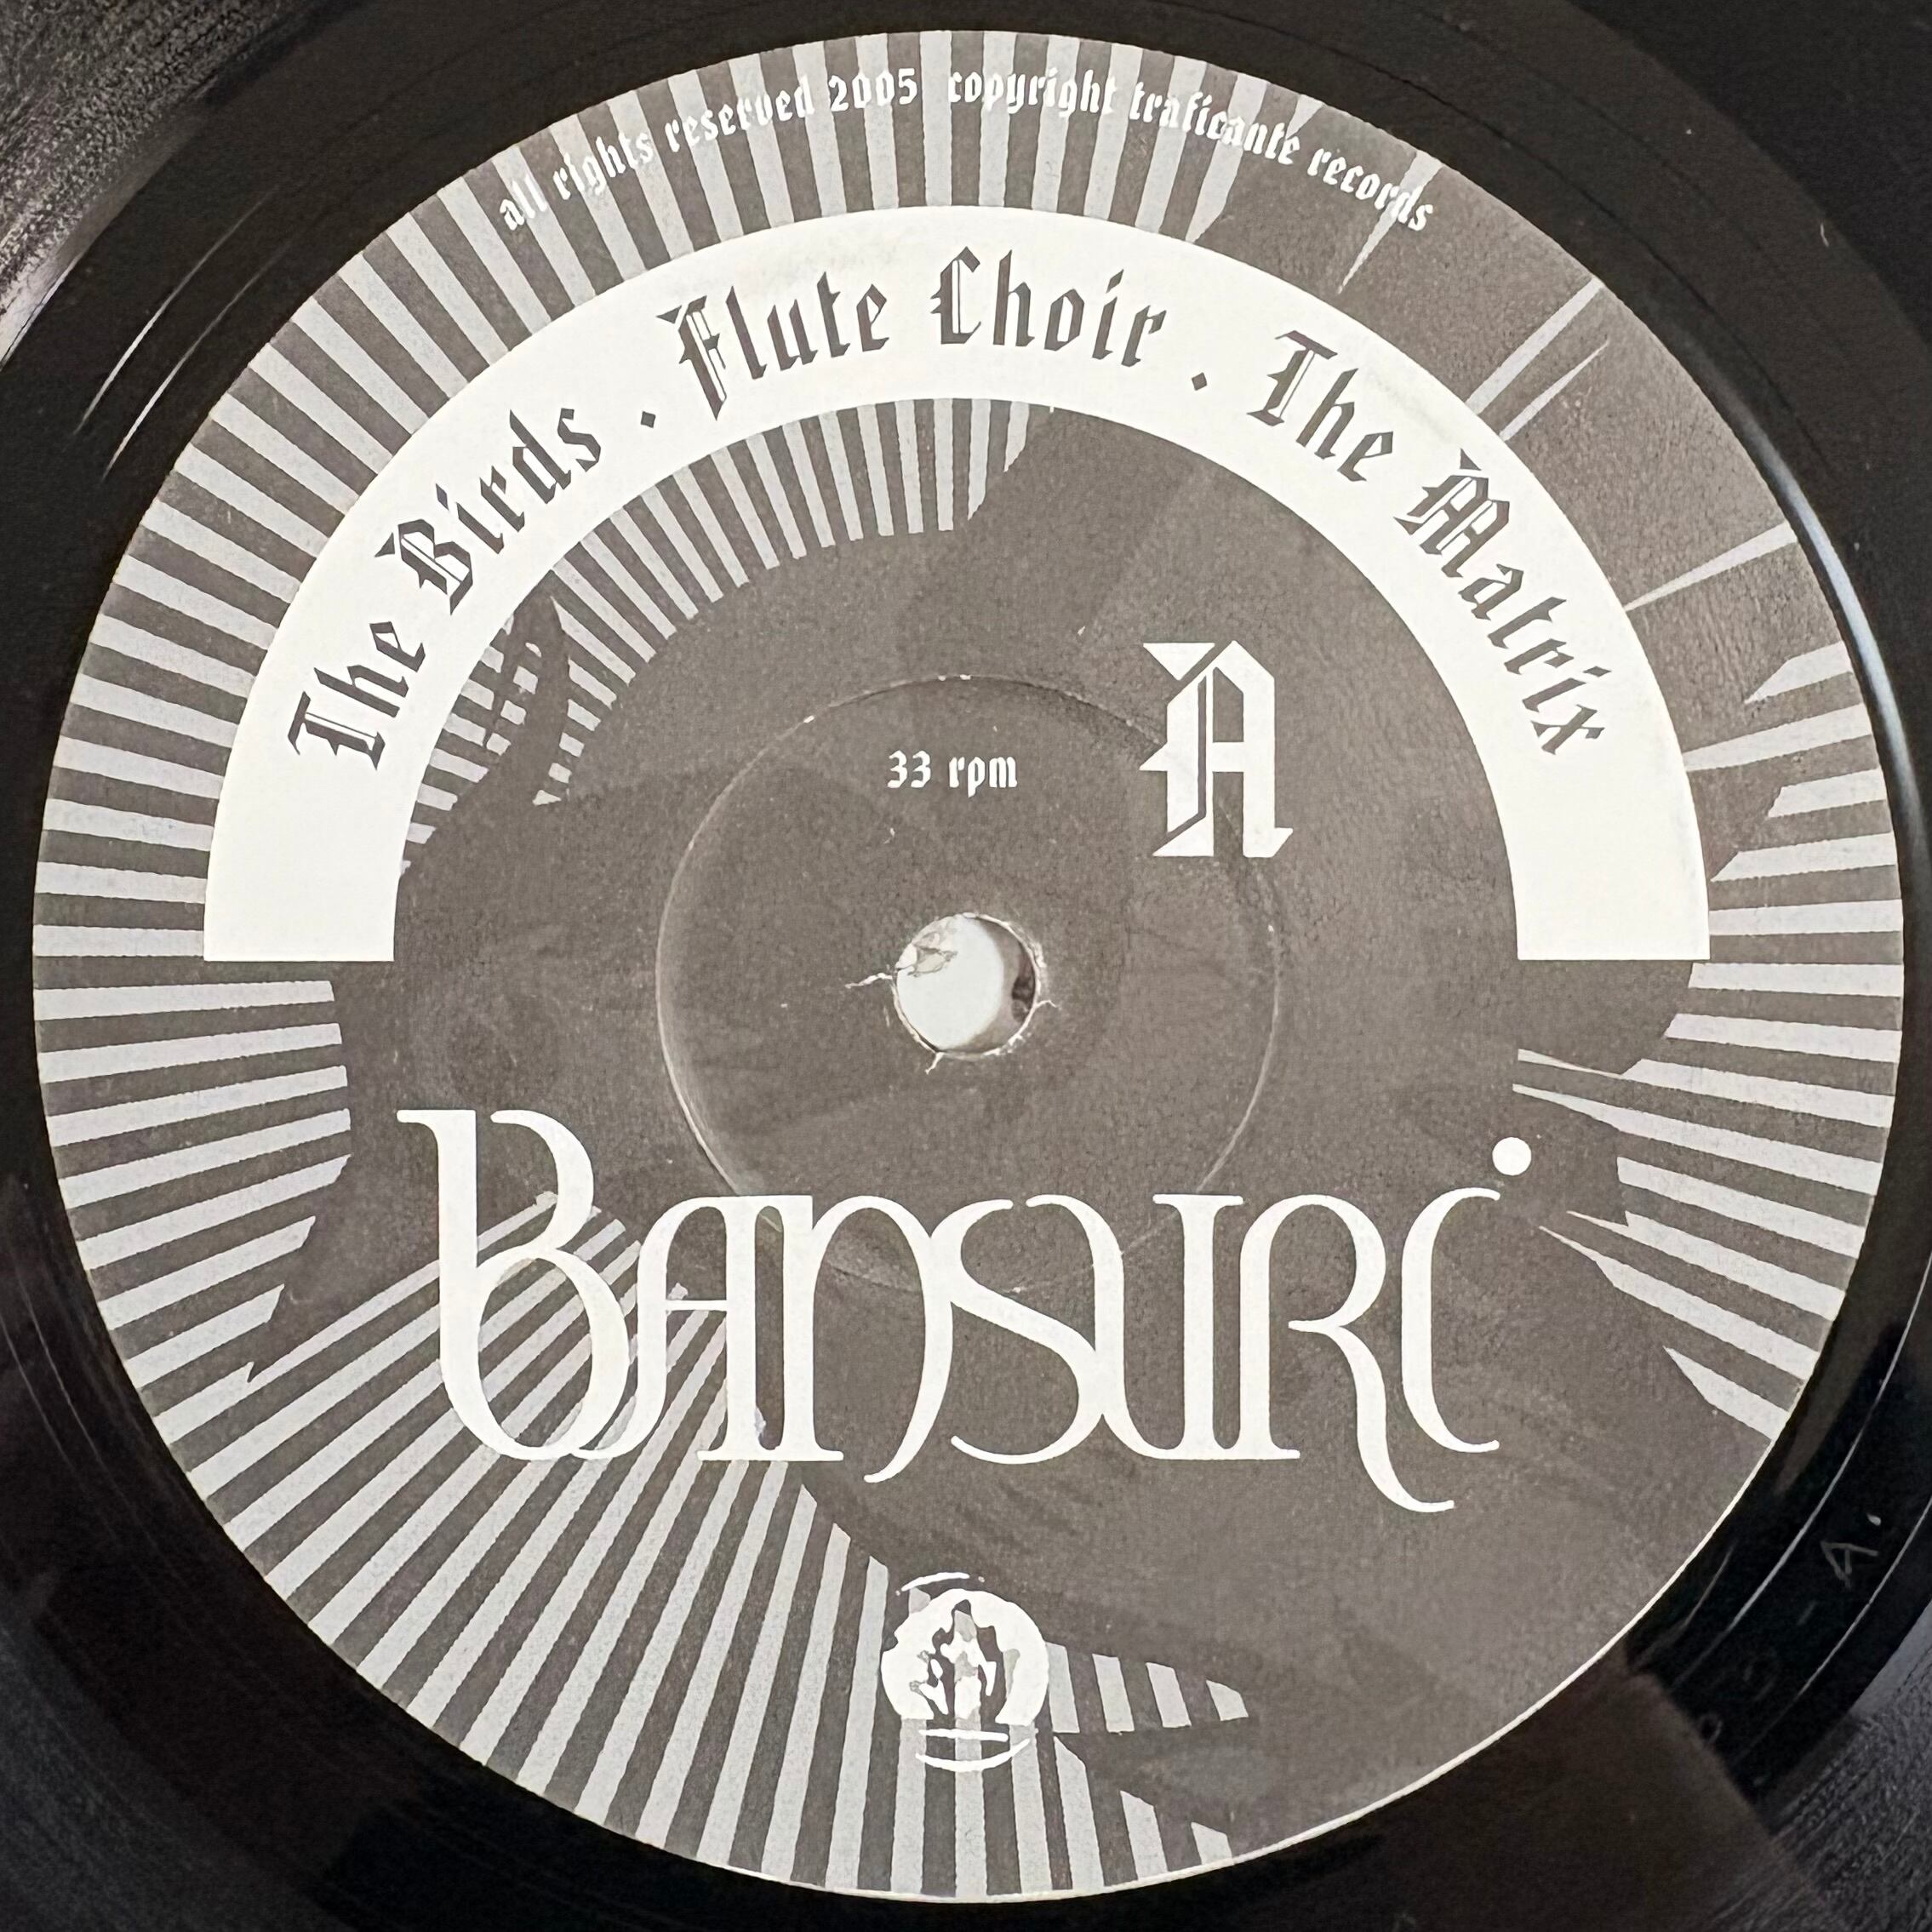 all rights reserved 2005 copyright traficante records
The Birds . Flute Choir . The Matrix
A
33 rpm
BANSURi
A.